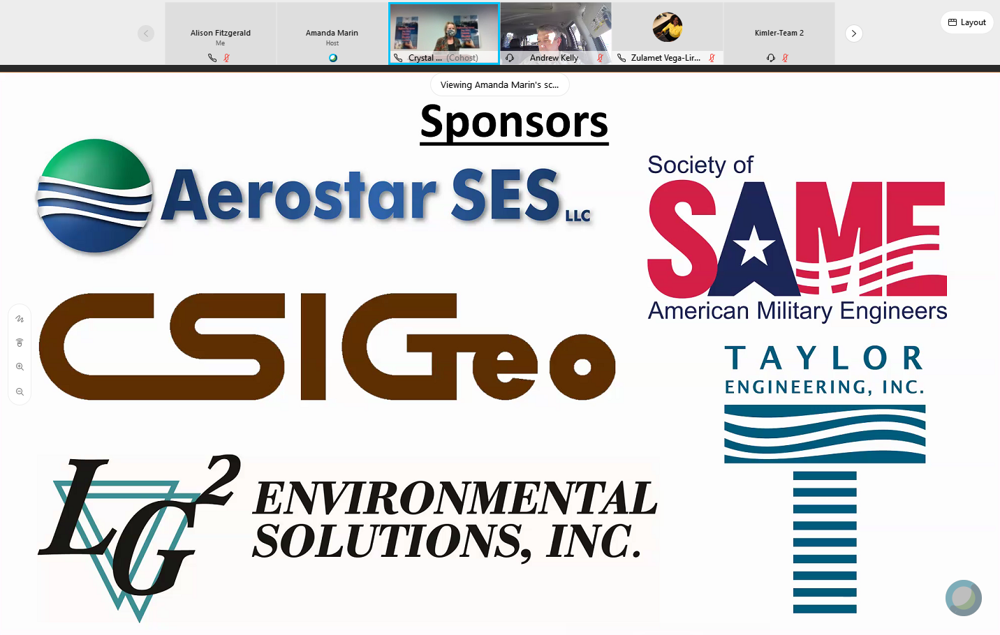 Alison Fitzgerald
Me
Amanda Marin
Host
Crystal ... (Cohost)
Andrew Kelly
Zulamet Vega-Lir...
Kimler-Team 2
Layout
Viewing Amanda Marin's sc...
Sponsors
Aerostar SES LLC
Society of
SAME
American Military Engineers
CSIGeo
TAYLOR
ENGINEERING, INC.
LG2
ENVIRONMENTAL
SOLUTIONS, INC.